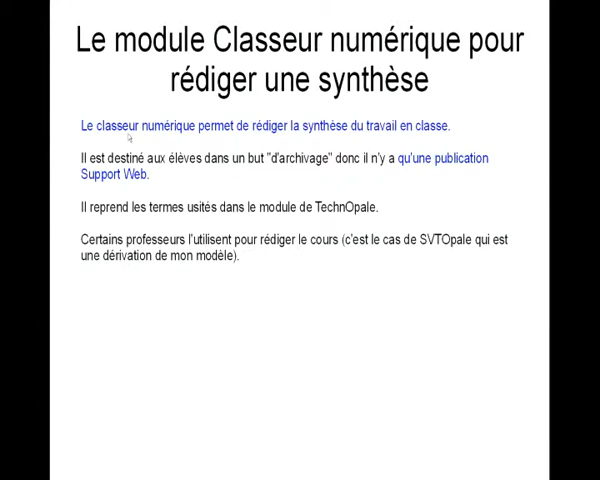 Le module Classeur numérique pour
rédiger une synthèse
Le classeur numérique permet de rédiger la synthèse du travail en classe.
Il est destiné aux élèves dans un but "d'archivage" donc il n'y a qu'une publication
Support Web.
Il reprend les termes usités dans le module de TechnOpale.
Certains professeurs l'utilisent pour rédiger le cours (c'est le cas de SVTOpale qui est
une dérivation de mon modèle).